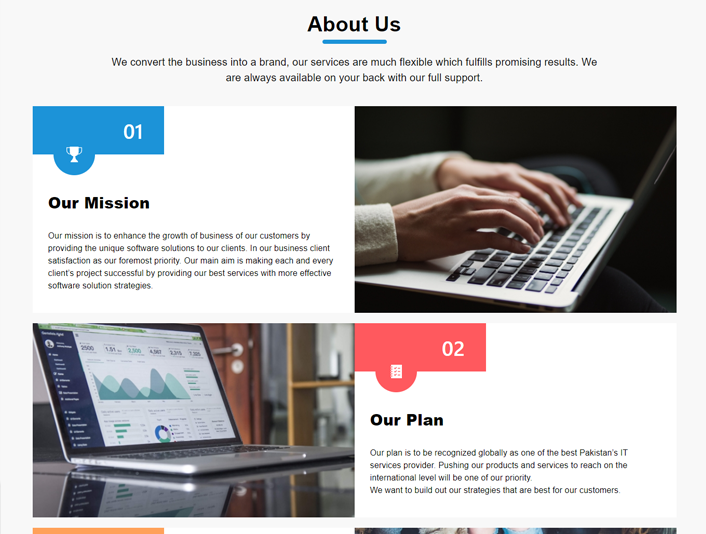 About Us
We convert the business into a brand, our services are much flexible which fulfills promising results. We
are always available on your back with our full support.
01
Our Mission
Our mission is to enhance the growth of business of our customers by
providing the unique software solutions to our clients. In our business client
satisfaction as our foremost priority. Our main aim is making each and every
client's project successful by providing our best services with more effective
software solution strategies.
02
Our Plan
Our plan is to be recognized globally as one of the best Pakistan's IT
services provider. Pushing our products and services to reach on the
international level will be one of our priority.
We want to build out our strategies that are best for our customers.